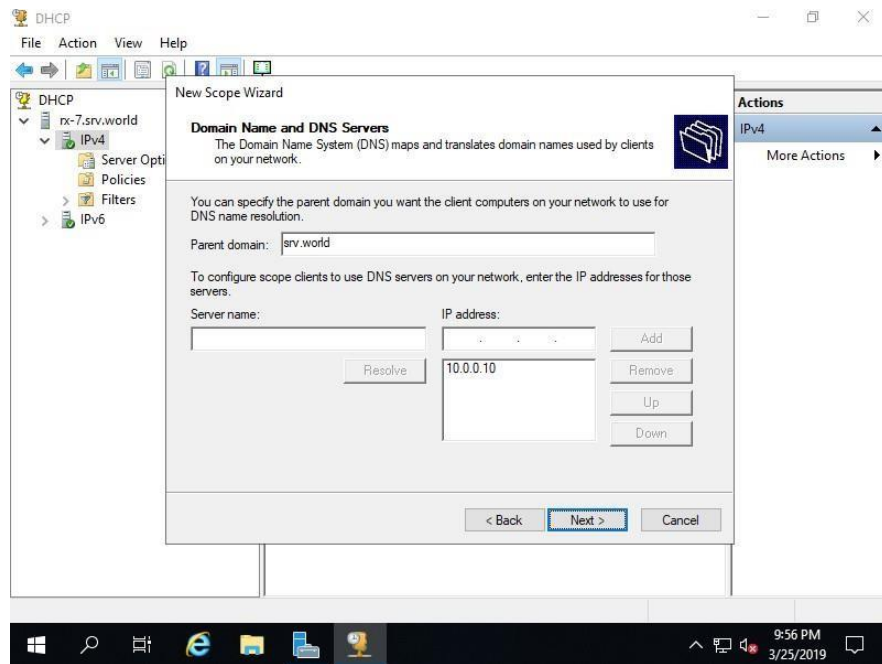 DHCP
File Action View Help
DHCP
rx-7.srv.world
IPv4
Server Opti
Policies
Filters
IPv6
New Scope Wizard
Domain Name and DNS Servers
The Domain Name System (DNS) maps and translates domain names used by clients
on your network.
You can specify the parent domain you want the client computers on your network to use for
DNS name resolution.
Parent domain: srv.world
To configure scope clients to use DNS servers on your network, enter the IP addresses for those
servers.
Server name: IP address:
. . . Add
Resolve 10.0.0.10 Remove
Up
Down
< Back Next > Cancel
Actions
IPv4
More Actions
9:56 PM
3/25/2019